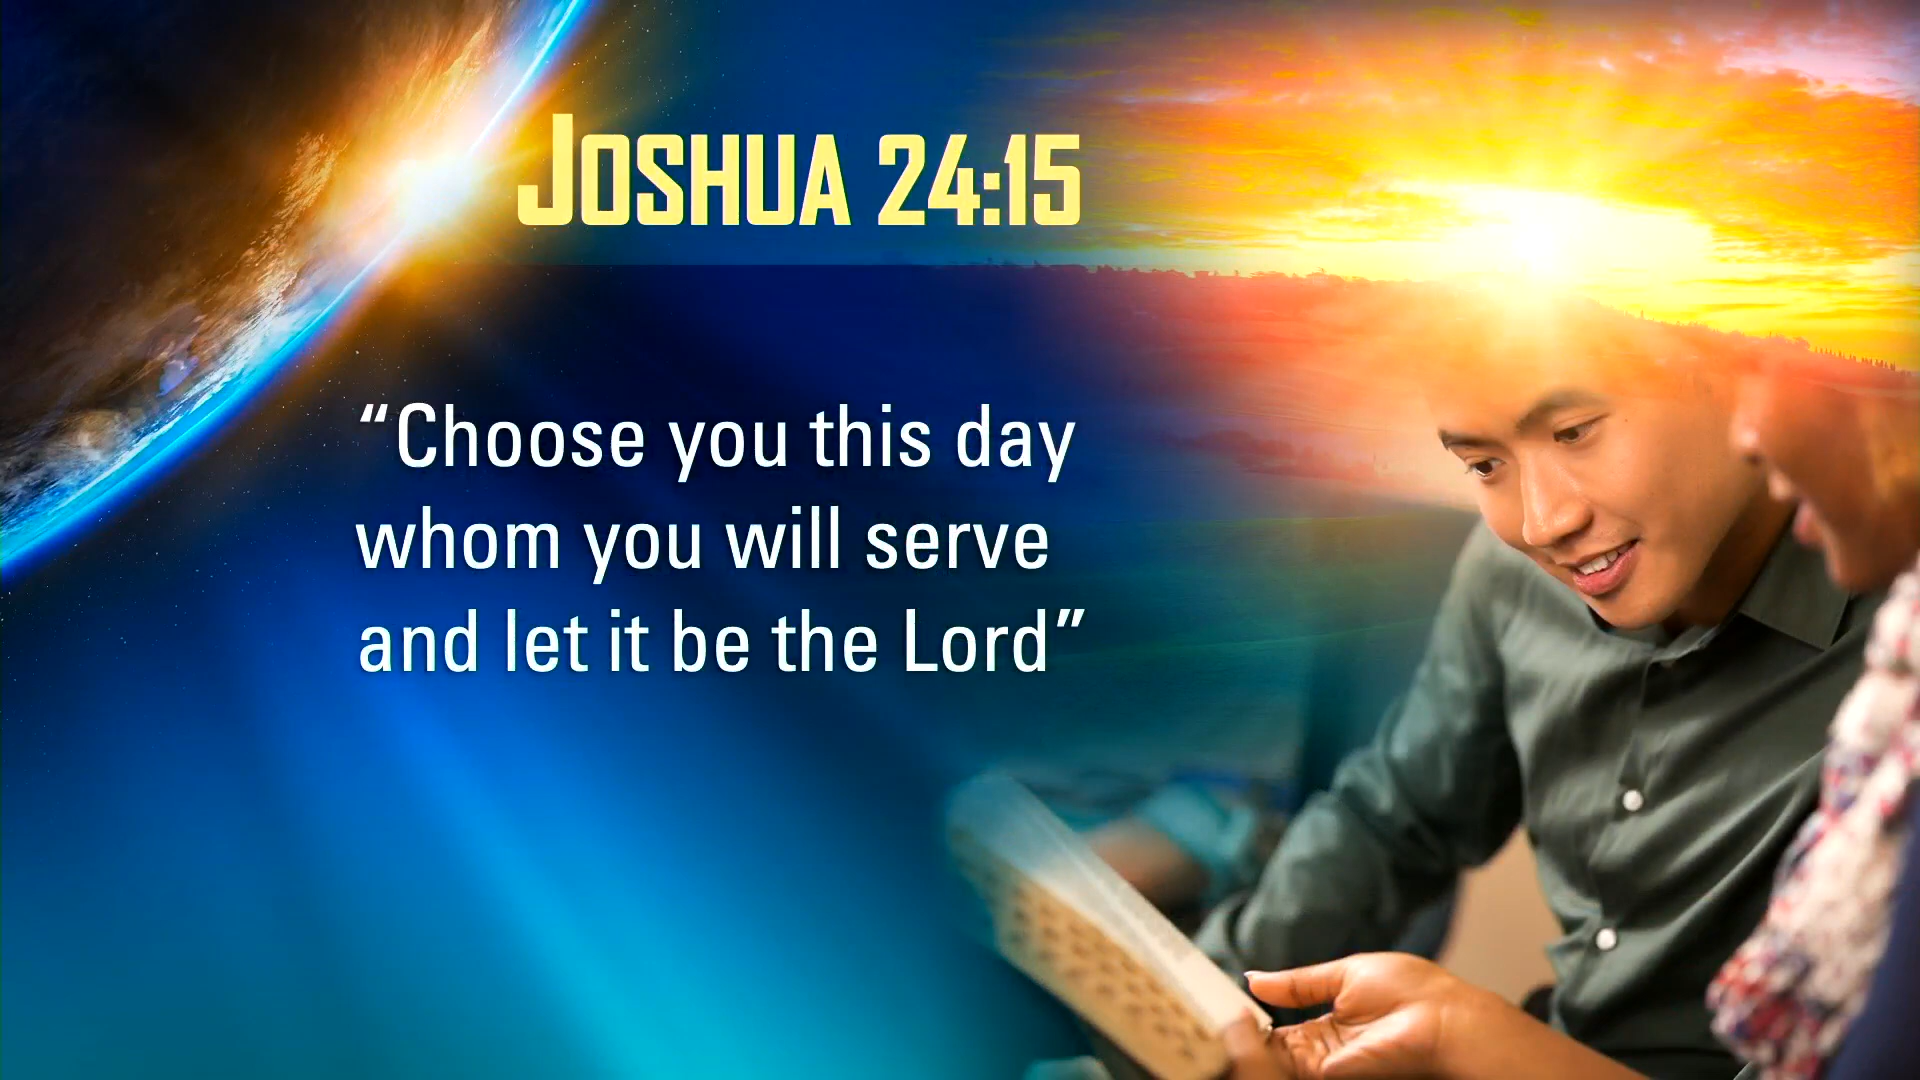 JOSHUA 24:15
“Choose you this day
whom you will serve
and let it be the Lord”